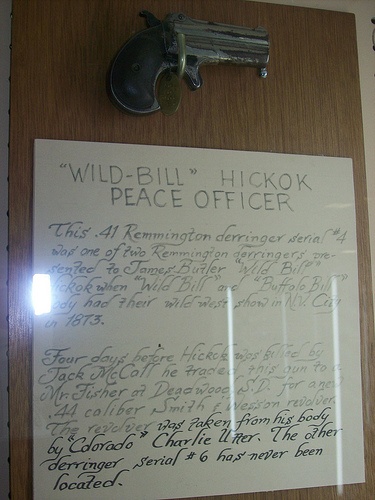 "WILD-BILL" HICKOK
PEACE OFFICER
This .41 Remmington derringer serial #4
was one of two Remmington derringers pre-
sented to James Butler "Wild Bill"
Hickok when "Wild Bill" and "Buffalo Bill"
Cody had their wild west show in N.Y. City
in 1873.
Four days before Hickok was killed by
Jack McCall he traded this gun to a
Mr. Fisher of Deadwood S.D. for a new
.44 caliber Smith & Wesson revolver.
The revolver was taken from his body
by "Colorado" Charlie Utter. The other
derringer serial #6 has never been
located.